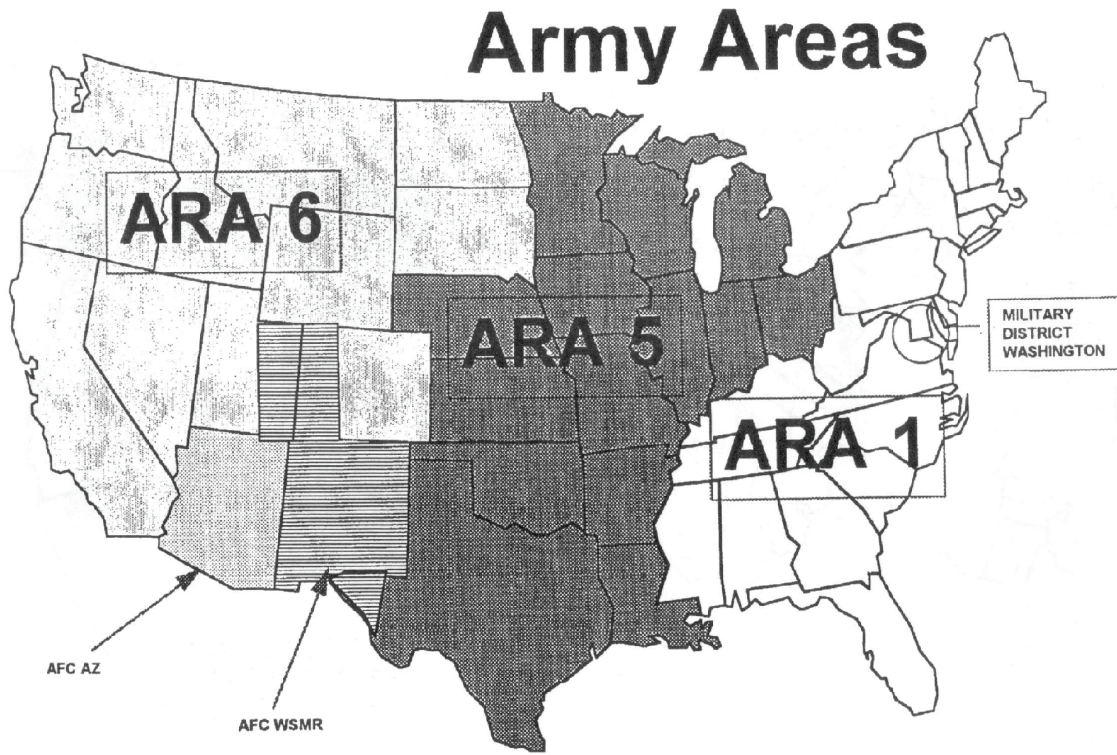 Army Areas
ARA 6
ARA 5
MILITARY
DISTRICT
WASHINGTON
ARA 1
AFC AZ
AFC WSMR